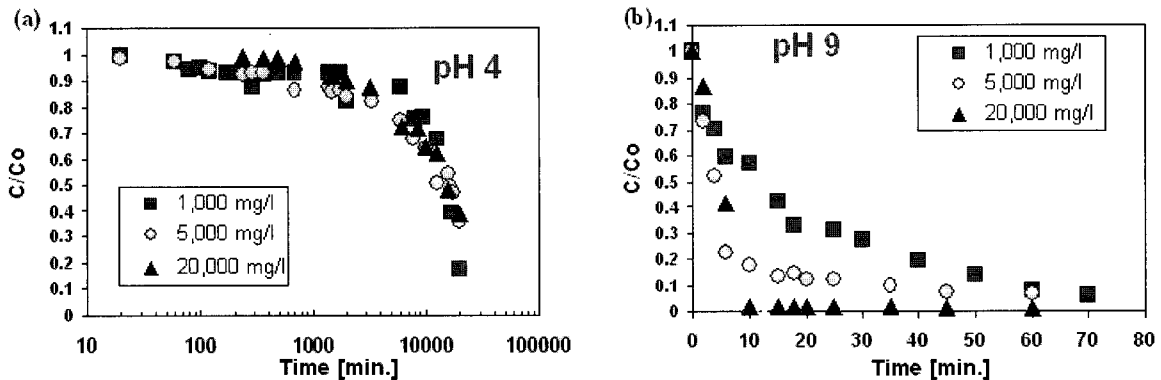 (a)
1.1
1
0.9
0.8
0.7
0.6
0.5
0.4
0.3
0.2
0.1
0
C/Co
pH 4
1,000 mg/l
5,000 mg/l
20,000 mg/l
10 100 1000 10000 100000
Time [min.]
(b)
1.1
1
0.9
0.8
0.7
0.6
0.5
0.4
0.3
0.2
0.1
0
C/Co
pH 9
1,000 mg/l
5,000 mg/l
20,000 mg/l
0 10 20 30 40 50 60 70 80
Time [min.]